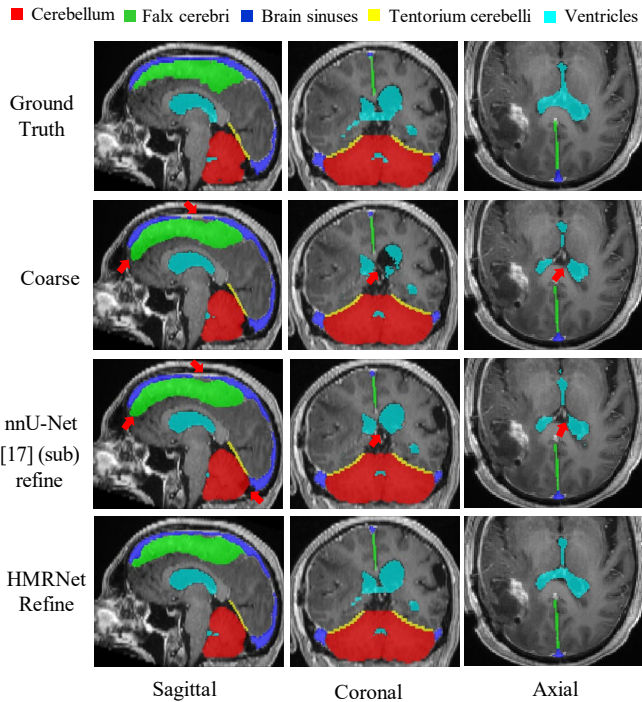 Cerebellum Falx cerebri Brain sinuses Tentorium cerebelli Ventricles
Ground
Truth
Coarse
nnU-Net
[17] (sub)
refine
HMRNet
Refine
Sagittal Coronal Axial